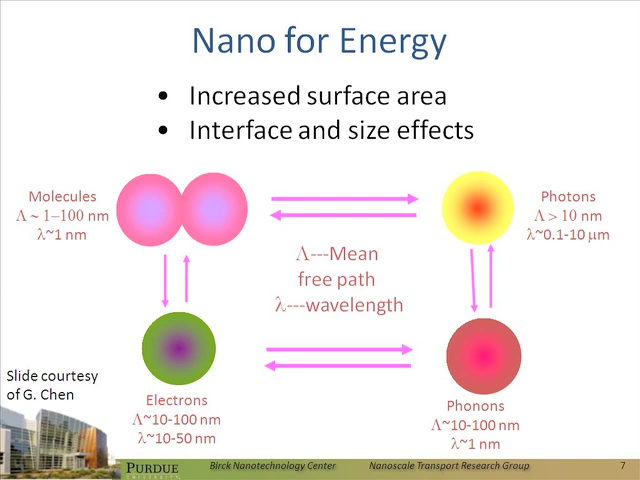 Nano for Energy
• Increased surface area
• Interface and size effects
Molecules
Λ ~ 1–100 nm
λ~1 nm
Photons
Λ > 10 nm
λ~0.1-10 μm
Λ---Mean
free path
λ---wavelength
Slide courtesy
of G. Chen
Electrons
Λ~10-100 nm
λ~10-50 nm
Phonons
Λ~10-100 nm
λ~1 nm
PURDUE
UNIVERSITY
Birck Nanotechnology Center
Nanoscale Transport Research Group
7